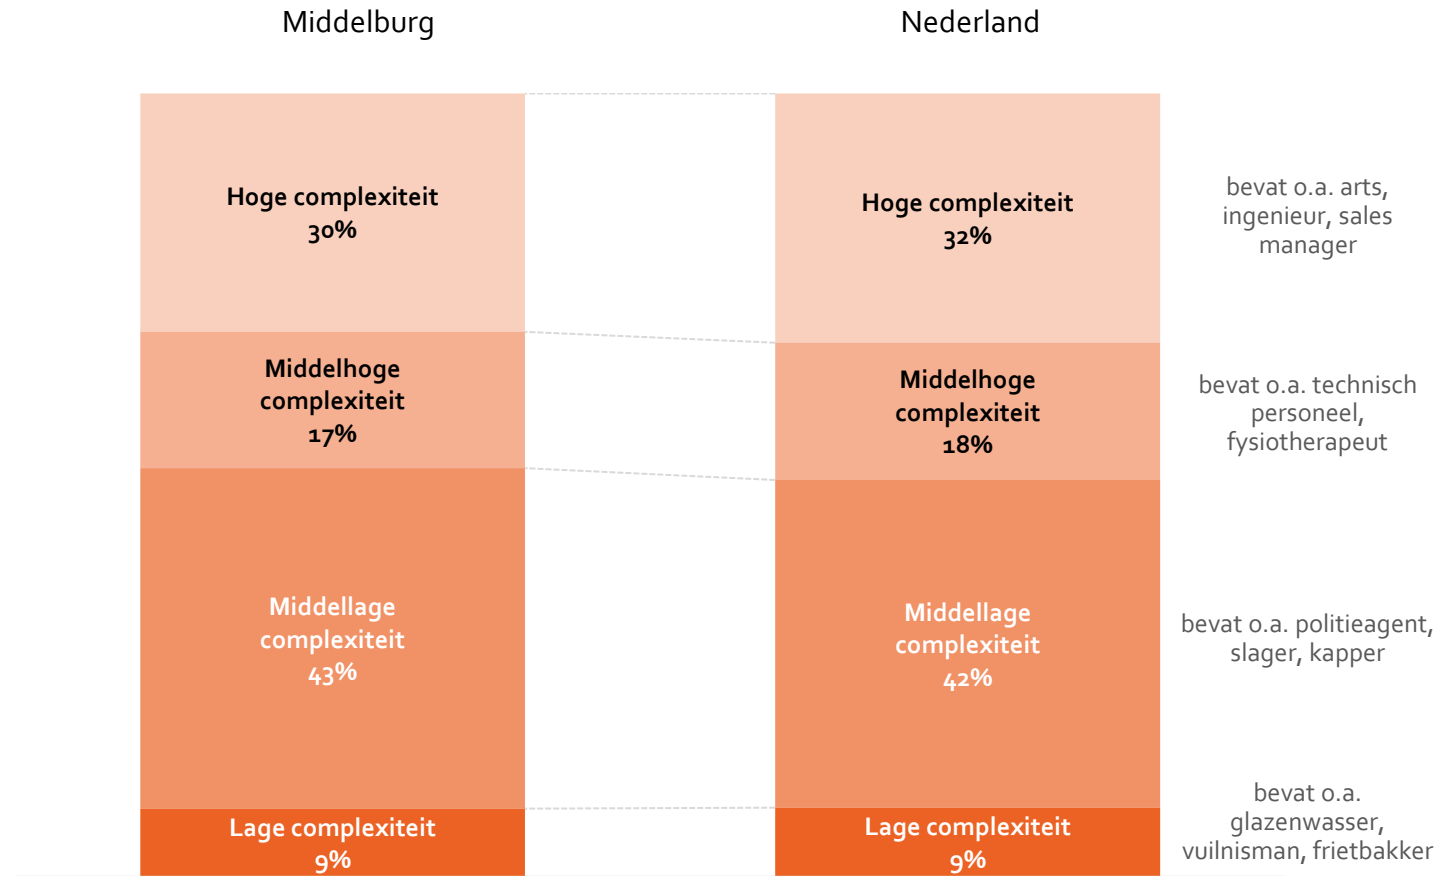 Middelburg
Nederland
Hoge complexiteit
30%
Hoge complexiteit
32%
bevat o.a. arts,
ingenieur, sales
manager
Middelhoge
complexiteit
17%
Middelhoge
complexiteit
18%
bevat o.a. technisch
personeel,
fysiotherapeut
Middellage
complexiteit
43%
Middellage
complexiteit
42%
bevat o.a. politieagent,
slager, kapper
Lage complexiteit
9%
Lage complexiteit
9%
bevat o.a.
glazenwasser,
vuilnisman, frietbakker